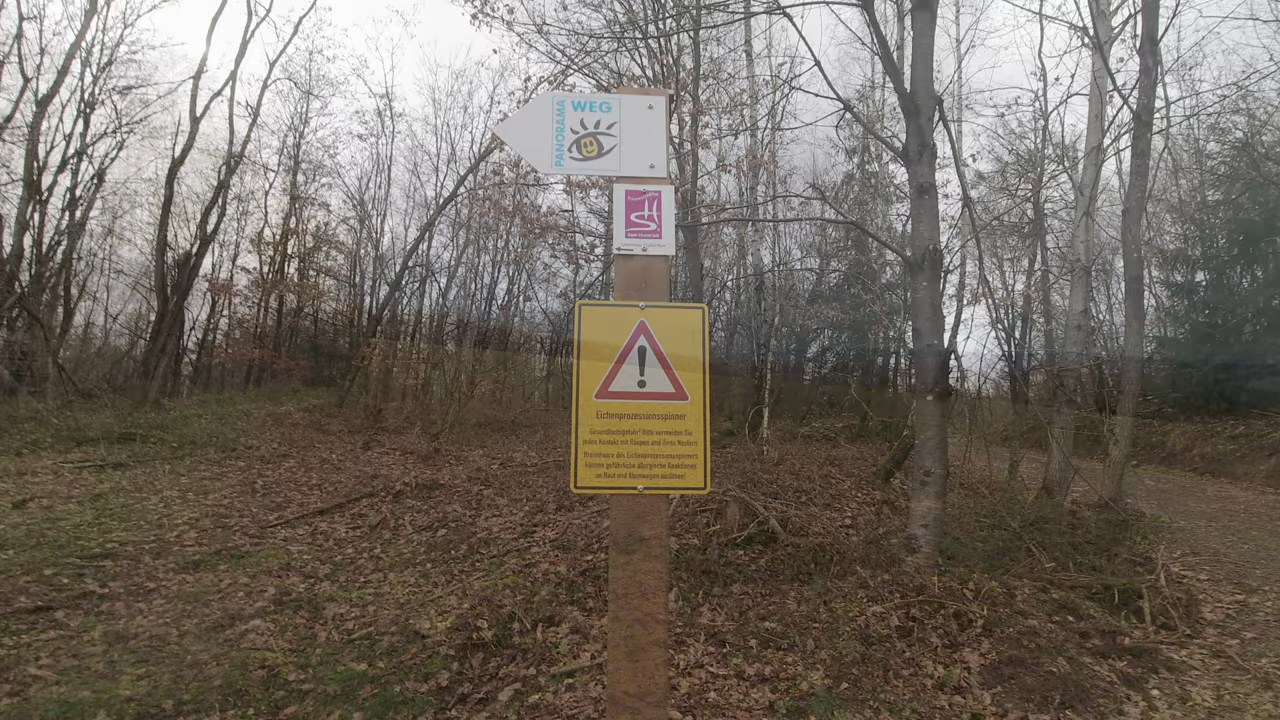 PANORAMA
WEG
Eichenprozessionsspinner
Gesundheitsgefahr! Bitte vermeiden Sie
jeden Kontakt mit Raupen und ihren Nestern.
Brennhaare des Eichenprozessionsspinners
können gefährliche allergische Reaktionen
an Haut und Atemwegen auslösen!